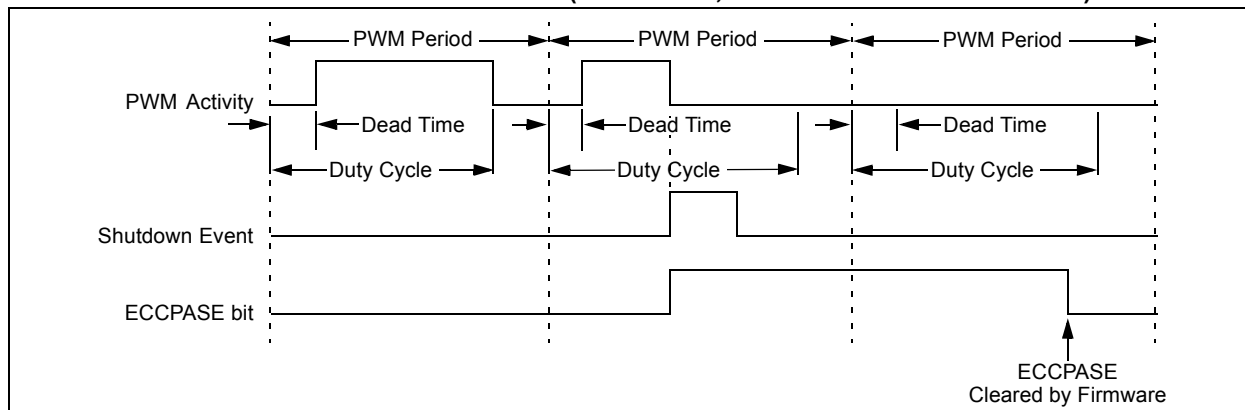 PWM Period PWM Period PWM Period
PWM Activity
Dead Time Dead Time Dead Time
Duty Cycle Duty Cycle Duty Cycle
Shutdown Event
ECCPASE bit
ECCPASE
Cleared by Firmware